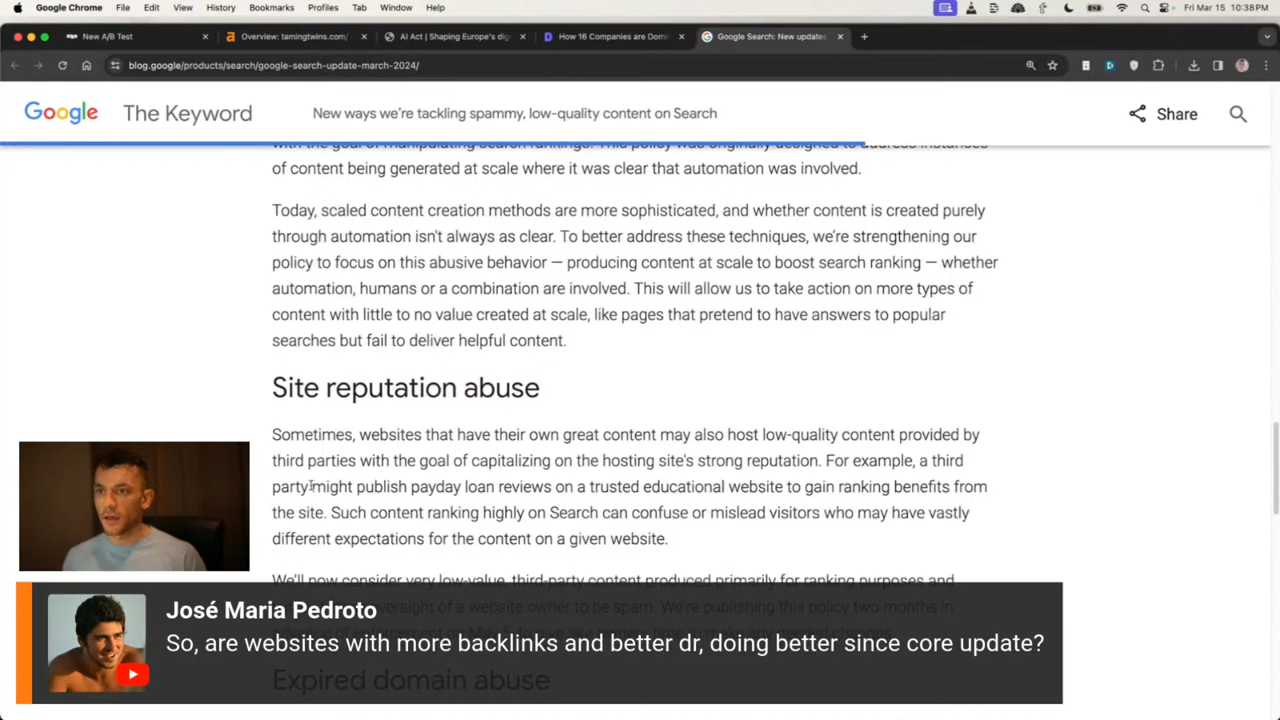 Google Chrome File Edit View History Bookmarks Profiles Tab Window Help Fri Mar 15 10:38PM
New A/B Test Overview: tamingtwins.com/ AI Act | Shaping Europe's dig How 16 Companies are Domi Google Search: New updates
blog.google/products/search/google-search-update-march-2024/
Google The Keyword New ways we're tackling spammy, low-quality content on Search Share
with the goal of manipulating search rankings. This policy was originally designed to address instances
of content being generated at scale where it was clear that automation was involved.
Today, scaled content creation methods are more sophisticated, and whether content is created purely
through automation isn't always as clear. To better address these techniques, we're strengthening our
policy to focus on this abusive behavior — producing content at scale to boost search ranking — whether
automation, humans or a combination are involved. This will allow us to take action on more types of
content with little to no value created at scale, like pages that pretend to have answers to popular
searches but fail to deliver helpful content.
Site reputation abuse
Sometimes, websites that have their own great content may also host low-quality content provided by
third parties with the goal of capitalizing on the hosting site's strong reputation. For example, a third
party might publish payday loan reviews on a trusted educational website to gain ranking benefits from
the site. Such content ranking highly on Search can confuse or mislead visitors who may have vastly
different expectations for the content on a given website.
We'll now consider very low-value, third-party content produced primarily for ranking purposes and
oversight of a website owner to be spam. We're publishing this policy two months in
José Maria Pedroto
So, are websites with more backlinks and better dr, doing better since core update?
Expired domain abuse